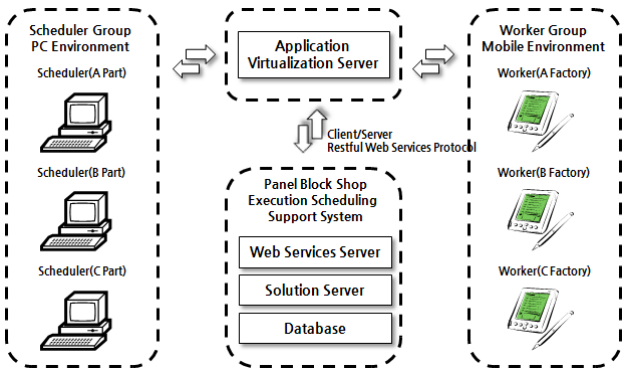 Scheduler Group
PC Environment
Scheduler(A Part)
Scheduler(B Part)
Scheduler(C Part)
Application
Virtualization Server
Client/Server
Restful Web Services Protocol
Panel Block Shop
Execution Scheduling
Support System
Web Services Server
Solution Server
Database
Worker Group
Mobile Environment
Worker(A Factory)
Worker(B Factory)
Worker(C Factory)